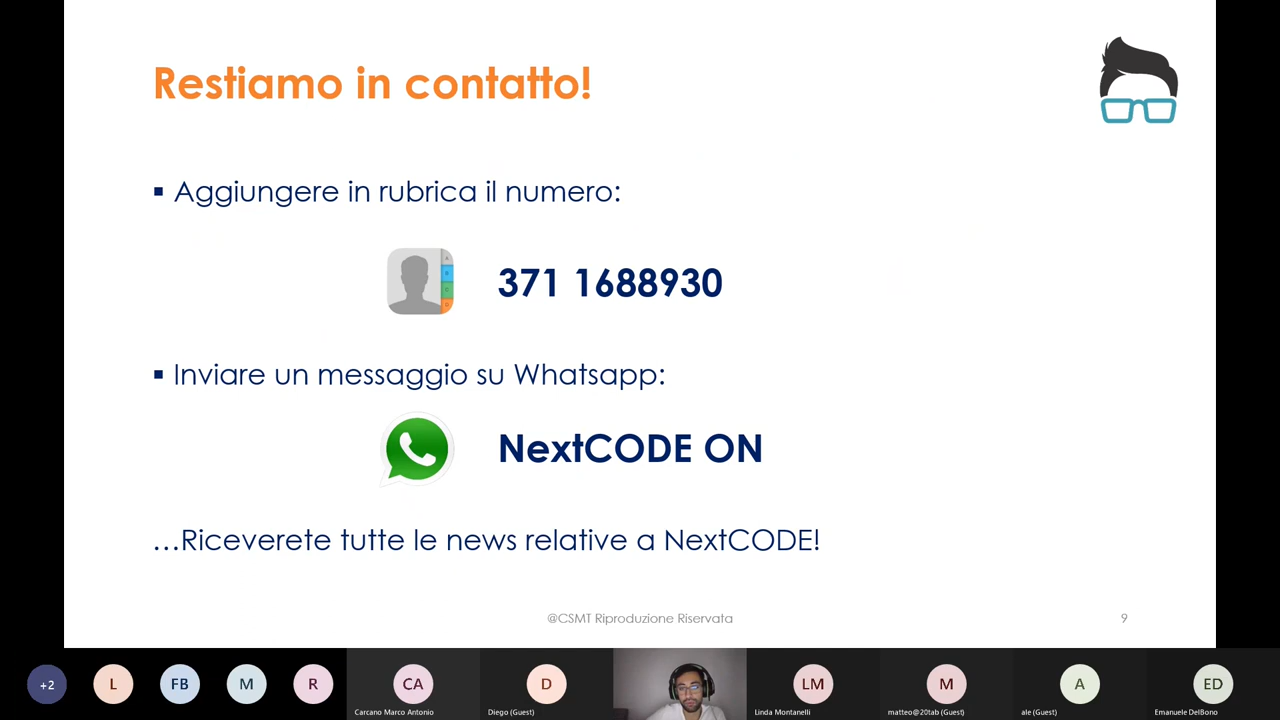 Restiamo in contatto!
▪ Aggiungere in rubrica il numero:
371 1688930
▪ Inviare un messaggio su Whatsapp:
NextCODE ON
...Riceverete tutte le news relative a NextCODE!
@CSMT Riproduzione Riservata
9
+2
L
FB
M
R
CA
D
LM
M
A
ED
Carcano Marco Antonio
Diego (Guest)
Linda Montanelli
matteo@20tab (Guest)
ale (Guest)
Emanuele DelBono